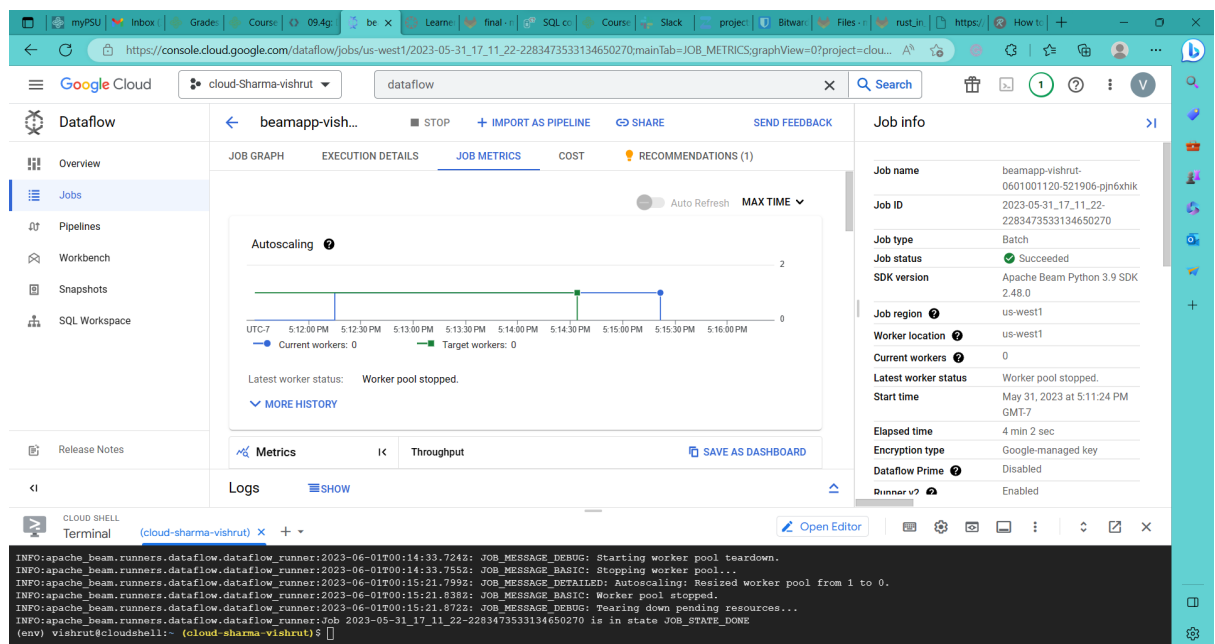 myPSU
Inbox (
Grades
Course
09.4g:
be
Learne
final - n
SQL co
Course
Slack
project
Bitward
Files -
rust_in
https:/
How to
https://console.cloud.google.com/dataflow/jobs/us-west1/2023-05-31_17_11_22-2283473533134650270;mainTab=JOB_METRICS;graphView=0?project=clou...
Google Cloud
cloud-Sharma-vishrut
dataflow
Search
1
V
Dataflow
beamapp-vish...
STOP
IMPORT AS PIPELINE
SHARE
SEND FEEDBACK
Job info
Overview
Jobs
Pipelines
Workbench
Snapshots
SQL Workspace
Release Notes
JOB GRAPH
EXECUTION DETAILS
JOB METRICS
COST
RECOMMENDATIONS (1)
Auto Refresh
MAX TIME
Autoscaling
2
0
UTC-7 5:12:00 PM 5:12:30 PM 5:13:00 PM 5:13:30 PM 5:14:00 PM 5:14:30 PM 5:15:00 PM 5:15:30 PM 5:16:00 PM
Current workers: 0
Target workers: 0
Latest worker status: Worker pool stopped.
MORE HISTORY
Metrics
Throughput
SAVE AS DASHBOARD
Logs
SHOW
Job name beamapp-vishrut-
0601001120-521906-pjn6xhik
Job ID 2023-05-31_17_11_22-
2283473533134650270
Job type Batch
Job status Succeeded
SDK version Apache Beam Python 3.9 SDK
2.48.0
Job region us-west1
Worker location us-west1
Current workers 0
Latest worker status Worker pool stopped.
Start time May 31, 2023 at 5:11:24 PM
GMT-7
Elapsed time 4 min 2 sec
Encryption type Google-managed key
Dataflow Prime Disabled
Runner v2 Enabled
CLOUD SHELL
Terminal
(cloud-sharma-vishrut)
Open Editor
INFO:apache_beam.runners.dataflow.dataflow_runner:2023-06-01T00:14:33.724Z: JOB_MESSAGE_DEBUG: Starting worker pool teardown.
INFO:apache_beam.runners.dataflow.dataflow_runner:2023-06-01T00:14:33.755Z: JOB_MESSAGE_BASIC: Stopping worker pool...
INFO:apache_beam.runners.dataflow.dataflow_runner:2023-06-01T00:15:21.799Z: JOB_MESSAGE_DETAILED: Autoscaling: Resized worker pool from 1 to 0.
INFO:apache_beam.runners.dataflow.dataflow_runner:2023-06-01T00:15:21.838Z: JOB_MESSAGE_BASIC: Worker pool stopped.
INFO:apache_beam.runners.dataflow.dataflow_runner:2023-06-01T00:15:21.872Z: JOB_MESSAGE_DEBUG: Tearing down pending resources...
INFO:apache_beam.runners.dataflow.dataflow_runner:Job 2023-05-31_17_11_22-2283473533134650270 is in state JOB_STATE_DONE
(env) vishrut@cloudshell:~ (cloud-sharma-vishrut)$